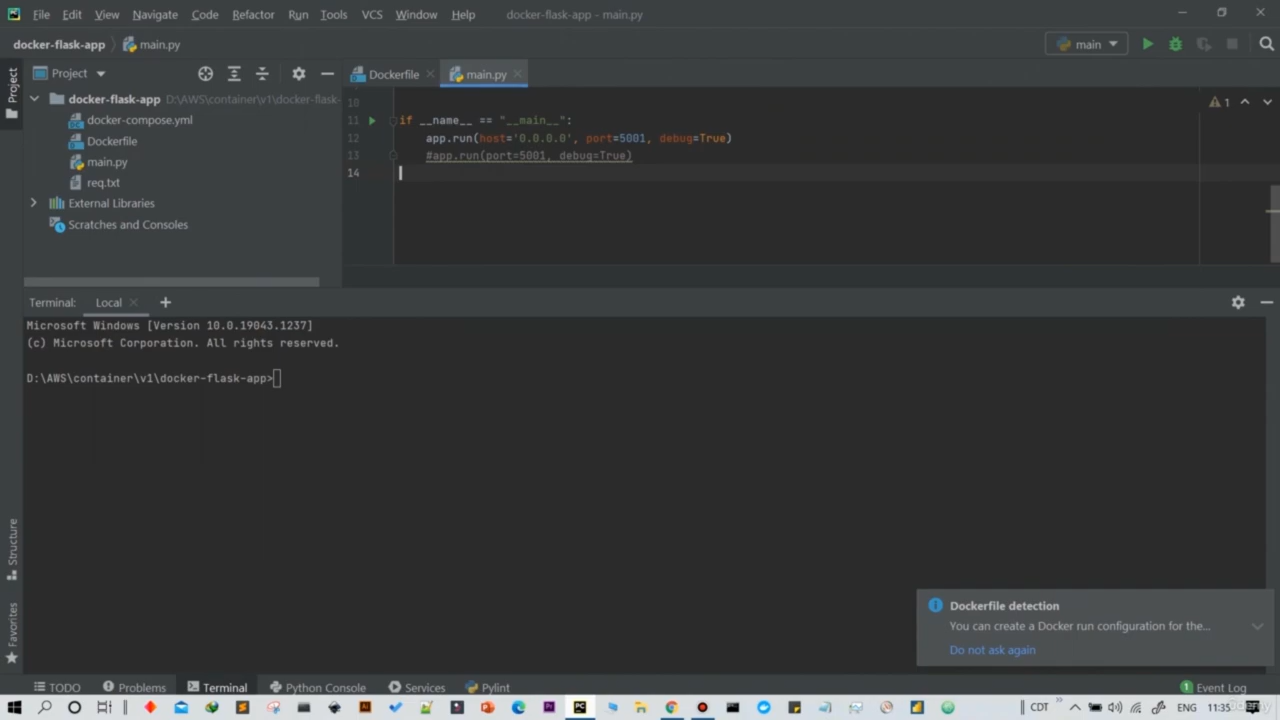 File Edit View Navigate Code Refactor Run Tools VCS Window Help docker-flask-app - main.py
docker-flask-app main.py main
Project
Project
Dockerfile main.py
docker-flask-app D:\AWS\container\v1\docker-flask-
docker-compose.yml
Dockerfile
main.py
req.txt
External Libraries
Scratches and Consoles
10
11 if __name__ == "__main__":
12 app.run(host='0.0.0.0', port=5001, debug=True)
13 #app.run(port=5001, debug=True)
14
1
Terminal: Local
Microsoft Windows [Version 10.0.19043.1237]
(c) Microsoft Corporation. All rights reserved.
D:\AWS\container\v1\docker-flask-app>
Structure
Favorites
Dockerfile detection
You can create a Docker run configuration for the...
Do not ask again
TODO Problems Terminal Python Console Services Pylint 1 Event Log
CDT ENG 11:35
Udemy